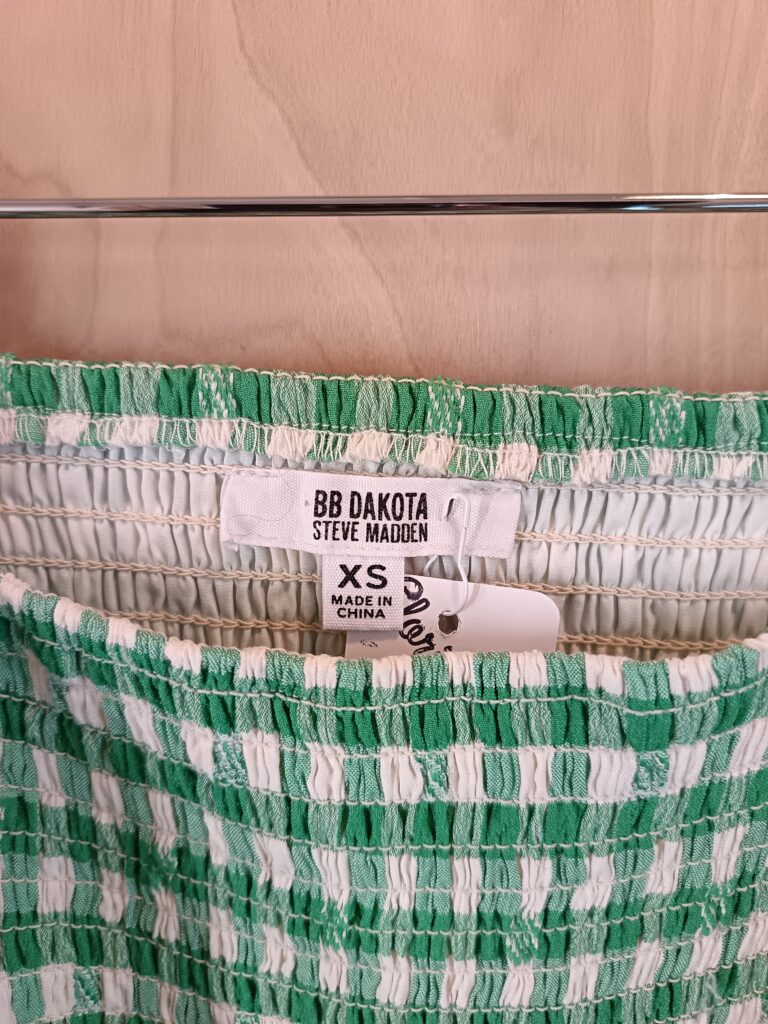 BB DAKOTA
STEVE MADDEN
XS
MADE IN
CHINA